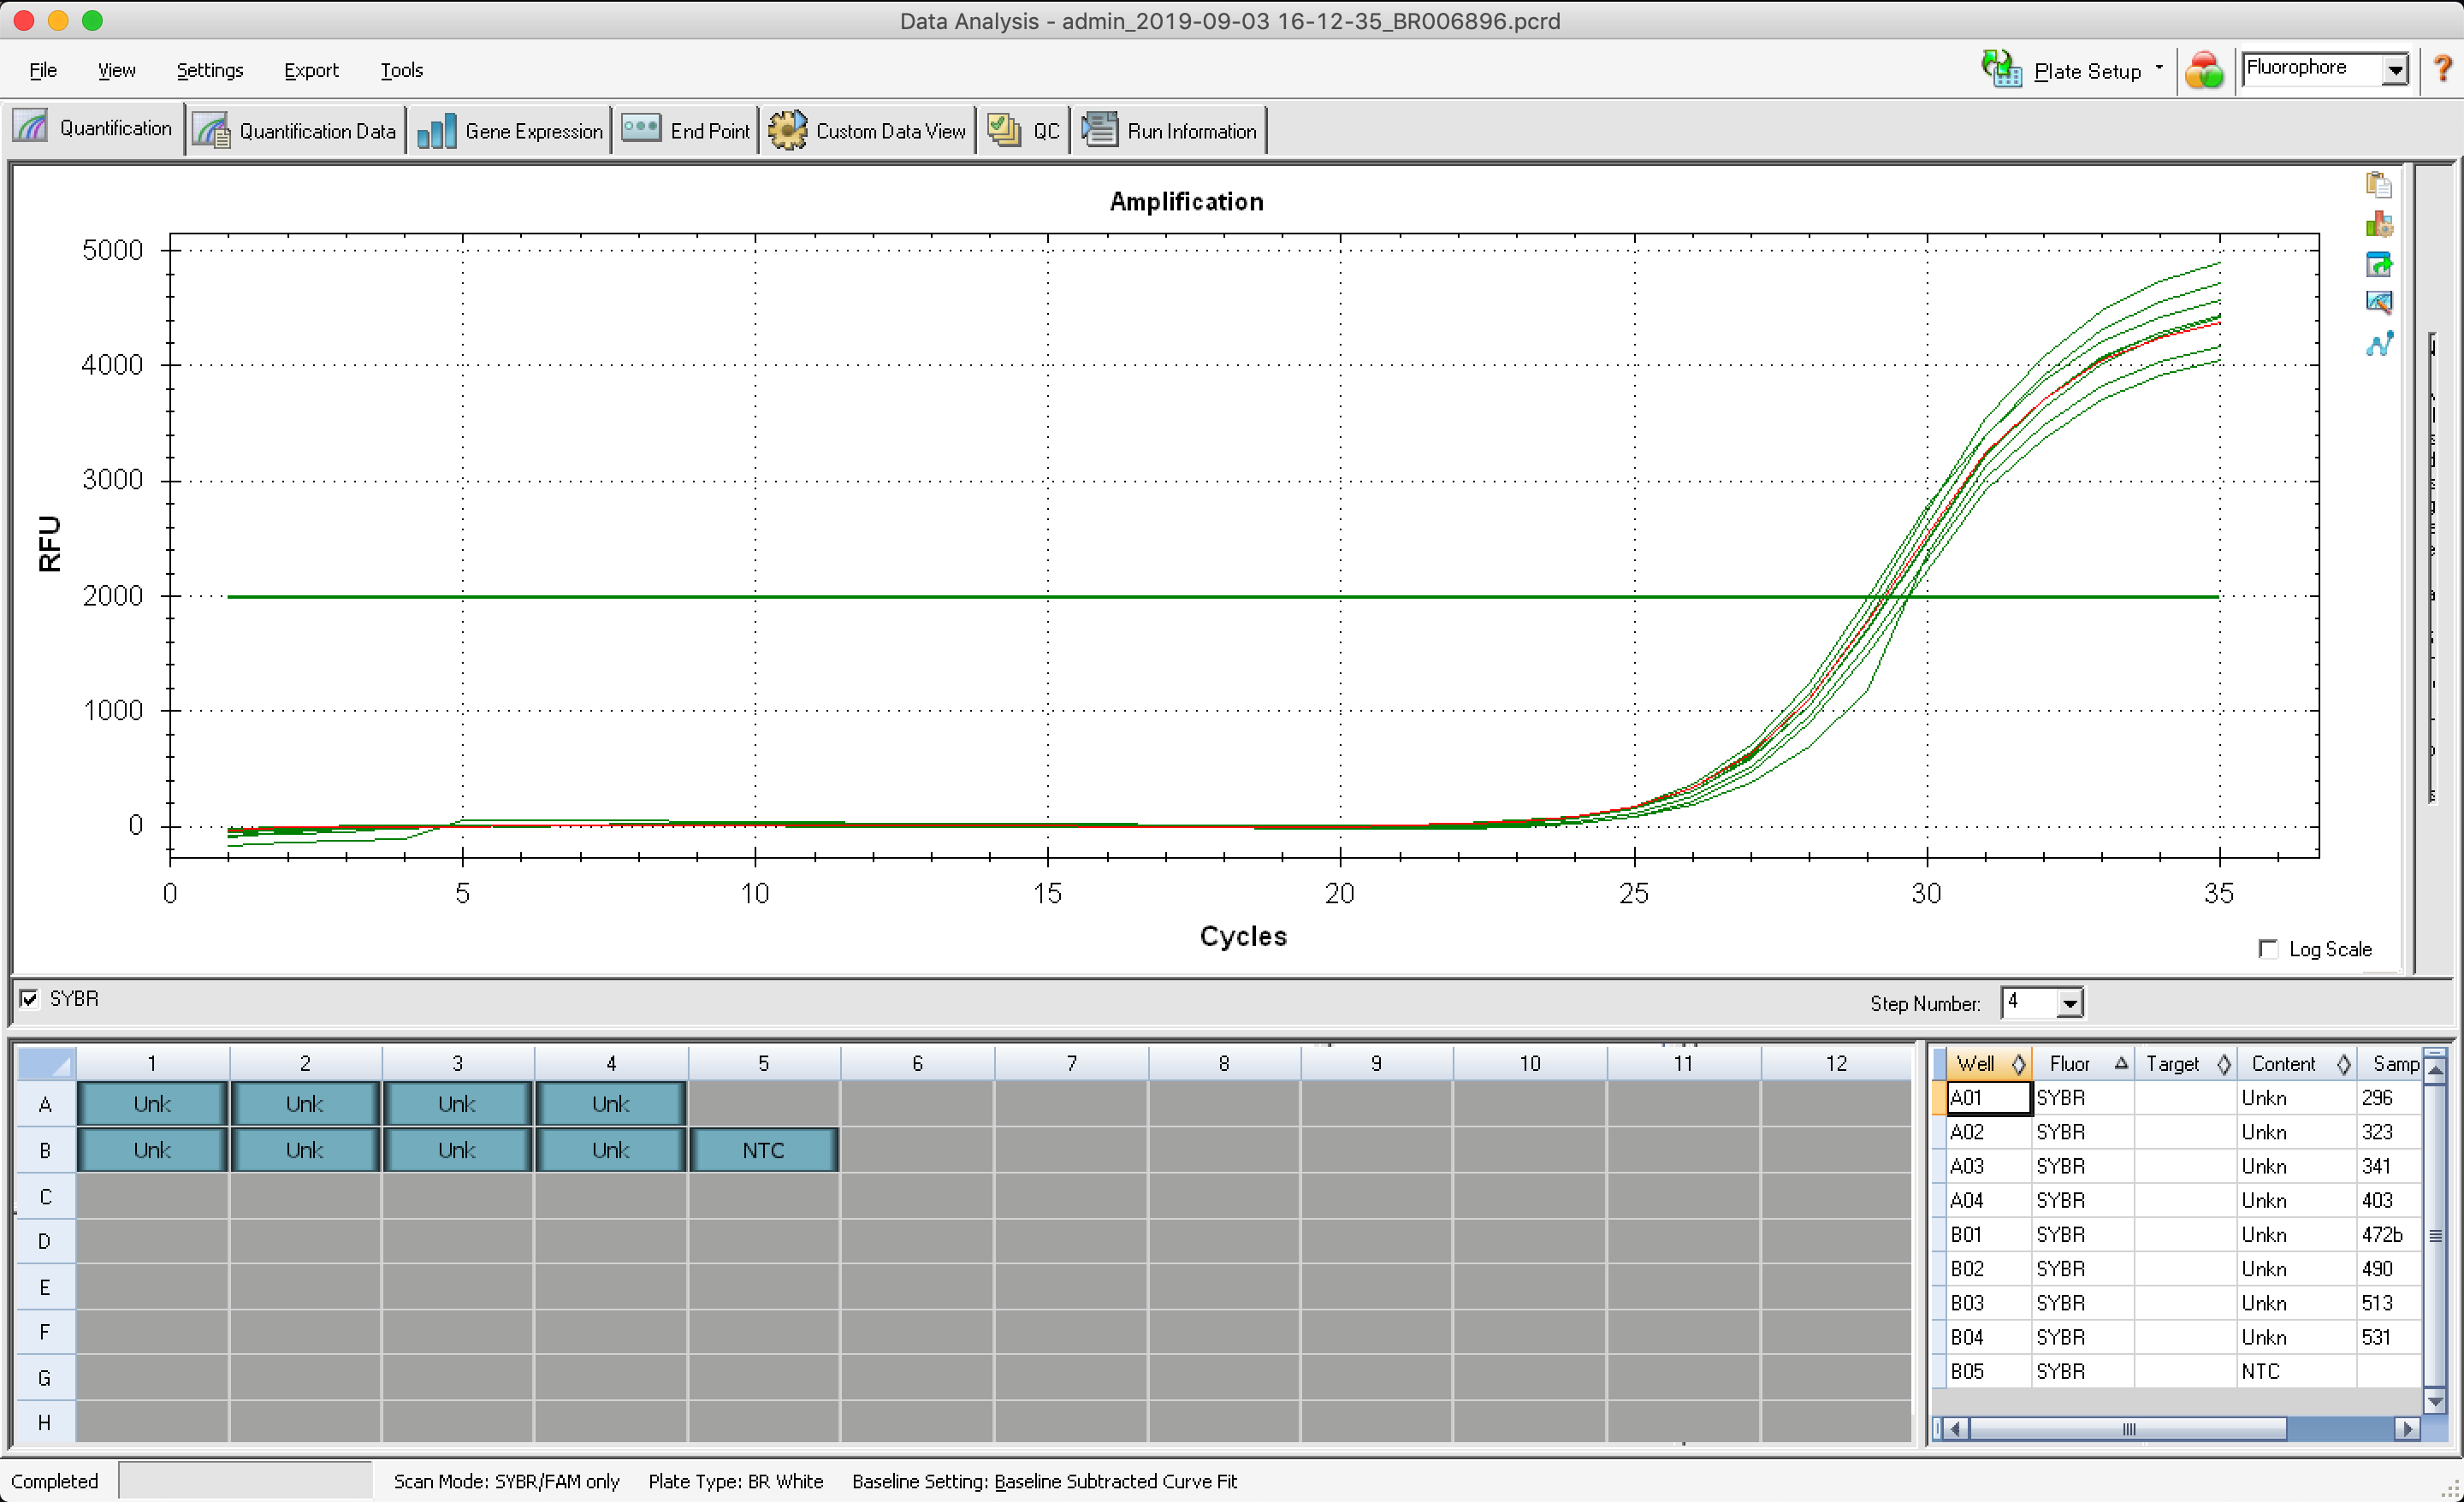 Data Analysis - admin_2019-09-03 16-12-35_BR006896.pcrd
File View Settings Export Tools Plate Setup Fluorophore ?
Quantification Quantification Data Gene Expression End Point Custom Data View QC Run Information
Amplification
5000
4000
3000
2000
1000
0
RFU
0 5 10 15 20 25 30 35
Cycles
Log Scale
SYBR Step Number: 4
1 2 3 4 5 6 7 8 9 10 11 12
A Unk Unk Unk Unk
B Unk Unk Unk Unk NTC
C
D
E
F
G
H
Well Fluor Target Content Samp
A01 SYBR Unkn 296
A02 SYBR Unkn 323
A03 SYBR Unkn 341
A04 SYBR Unkn 403
B01 SYBR Unkn 472b
B02 SYBR Unkn 490
B03 SYBR Unkn 513
B04 SYBR Unkn 531
B05 SYBR NTC
Completed Scan Mode: SYBR/FAM only Plate Type: BR White Baseline Setting: Baseline Subtracted Curve Fit